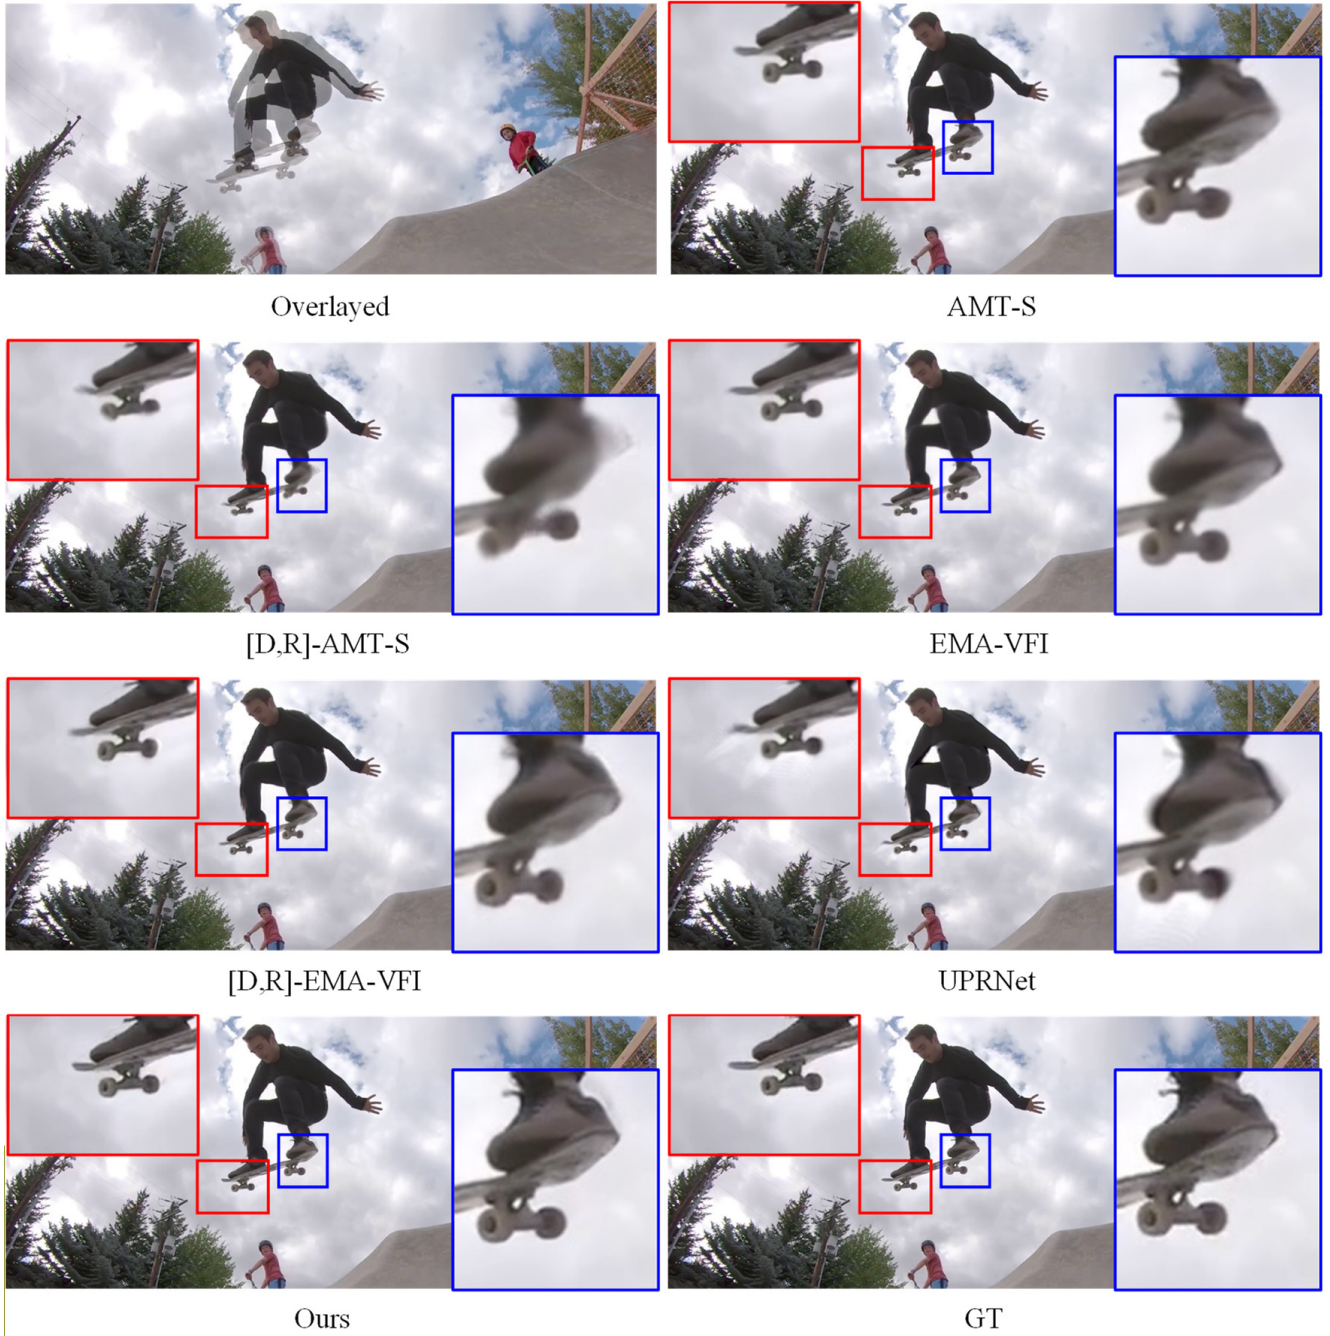 Overlayed
AMT-S
[D,R]-AMT-S
EMA-VFI
[D,R]-EMA-VFI
UPRNet
Ours
GT